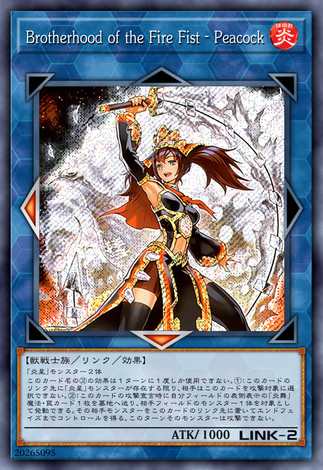 Brotherhood of the Fire Fist - Peacock
炎
【獣戦士族／リンク／効果】
「炎星」モンスター２体
このカード名の②の効果は１ターンに１度しか使用できない。①：このカードの
リンク先に「炎星」モンスターが存在する限り、相手はこのカードを攻撃対象に選
択できない。②：このカードの攻撃宣言時に自分フィールドの表側表示の「炎舞」
魔法・罠カード１枚を墓地へ送り、相手フィールドのモンスター１体を対象とし
て発動できる。その相手モンスターをこのカードのリンク先に置いてエンドフェ
イズまでコントロールを得る。このターンそのモンスターは攻撃できない。
ATK/ 1000 LINK-2
20265095